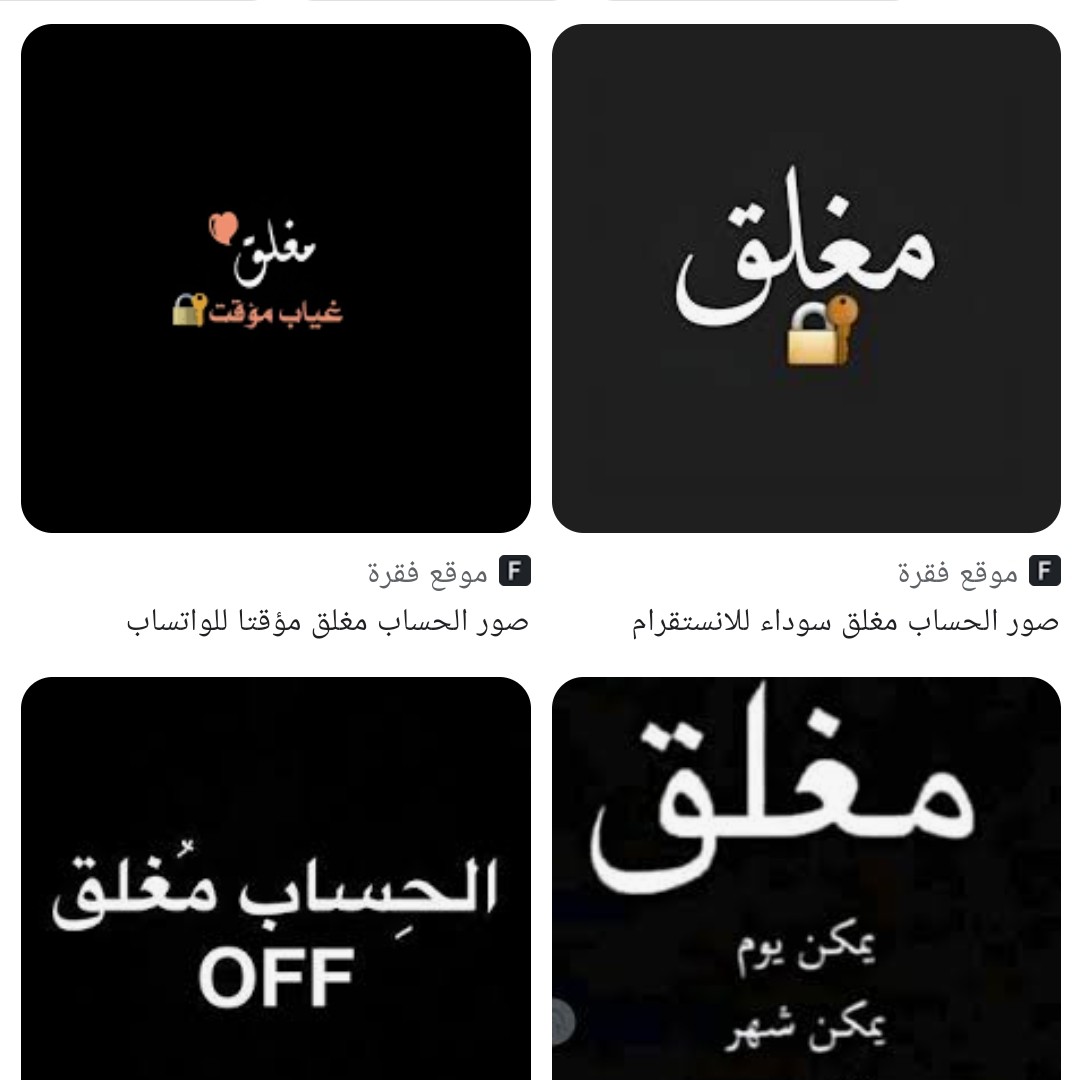 مغلق
مغلق
غياب مؤقت
F موقع فقرة
صور الحساب مغلق سوداء للانستقرام
F موقع فقرة
صور الحساب مغلق مؤقتا للواتساب
مغلق
يمكن يوم
يمكن شهر
الحِساب مُغلق
OFF